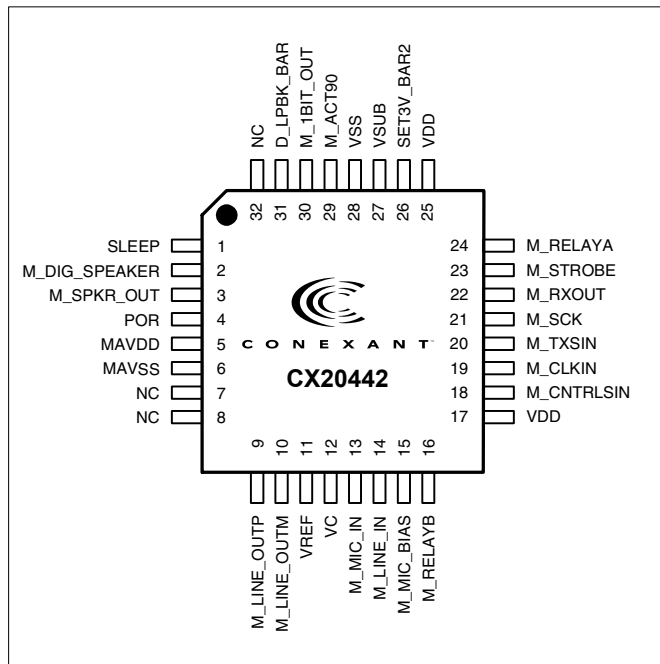 NC
D_LPBK_BAR
M_1BIT_OUT
M_ACT90
VSS
VSUB
SET3V_BAR2
VDD
32
31
30
29
28
27
26
25
SLEEP 1
M_DIG_SPEAKER 2
M_SPKR_OUT 3
POR 4
MAVDD 5
MAVSS 6
NC 7
NC 8
CONEXANT
CX20442
24 M_RELAYA
23 M_STROBE
22 M_RXOUT
21 M_SCK
20 M_TXSIN
19 M_CLKIN
18 M_CNTRLSIN
17 VDD
9
10
11
12
13
14
15
16
M_LINE_OUTP
M_LINE_OUTM
VREF
VC
M_MIC_IN
M_LINE_IN
M_MIC_BIAS
M_RELAYB